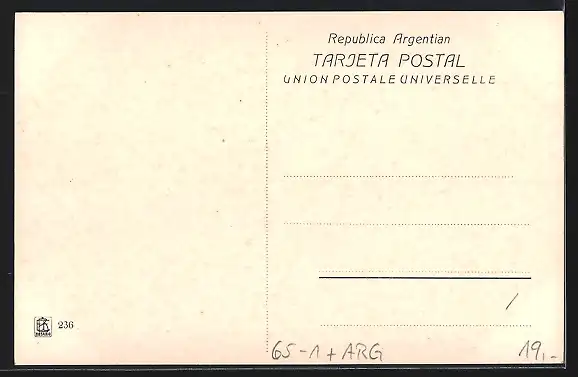 Republica Argentian
TARJETA POSTAL
UNION POSTALE UNIVERSELLE
236
65-1 + ARG
19,-